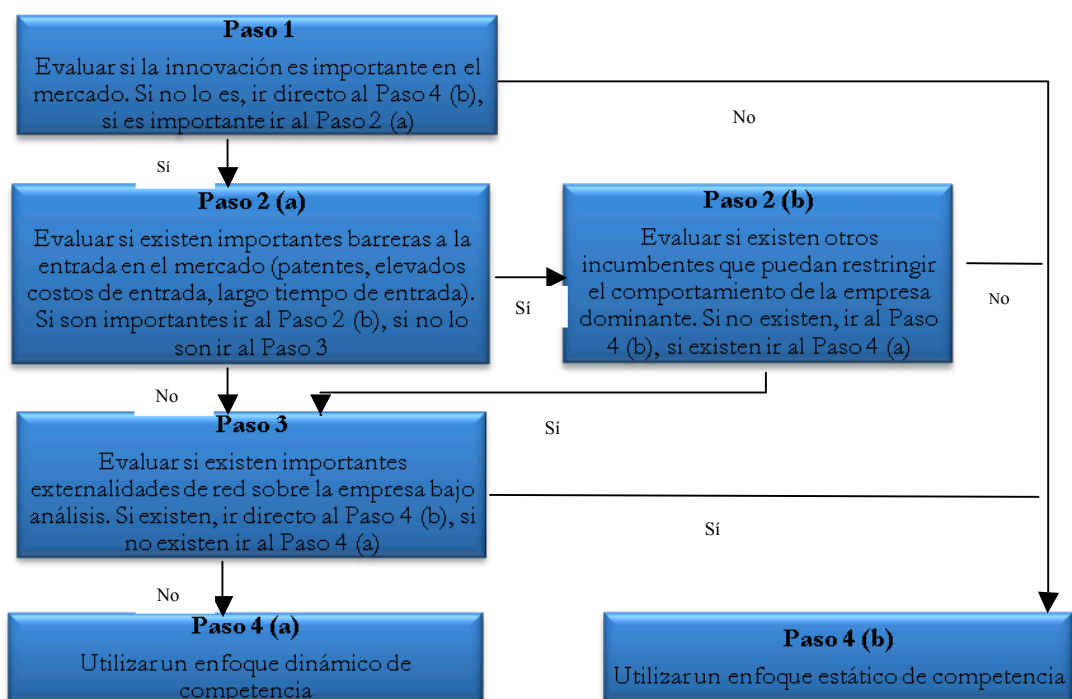 Paso 1
Evaluar si la innovación es importante en el
mercado. Si no lo es, ir directo al Paso 4 (b),
si es importante ir al Paso 2 (a)
No
Sí
Paso 2 (a)
Evaluar si existen importantes barreras a la
entrada en el mercado (patentes, elevados
costos de entrada, largo tiempo de entrada).
Si son importantes ir al Paso 2 (b), si no lo
son ir al Paso 3
Sí
Paso 2 (b)
Evaluar si existen otros
incumbentes que puedan restringir
el comportamiento de la empresa
dominante. Si no existen, ir al Paso
4 (b), si existen ir al Paso 4 (a)
No
No
Sí
Paso 3
Evaluar si existen importantes
externalidades de red sobre la empresa bajo
análisis. Si existen, ir directo al Paso 4 (b), si
no existen ir al Paso 4 (a)
Sí
No
Paso 4 (a)
Utilizar un enfoque dinámico de
competencia
Paso 4 (b)
Utilizar un enfoque estático de competencia